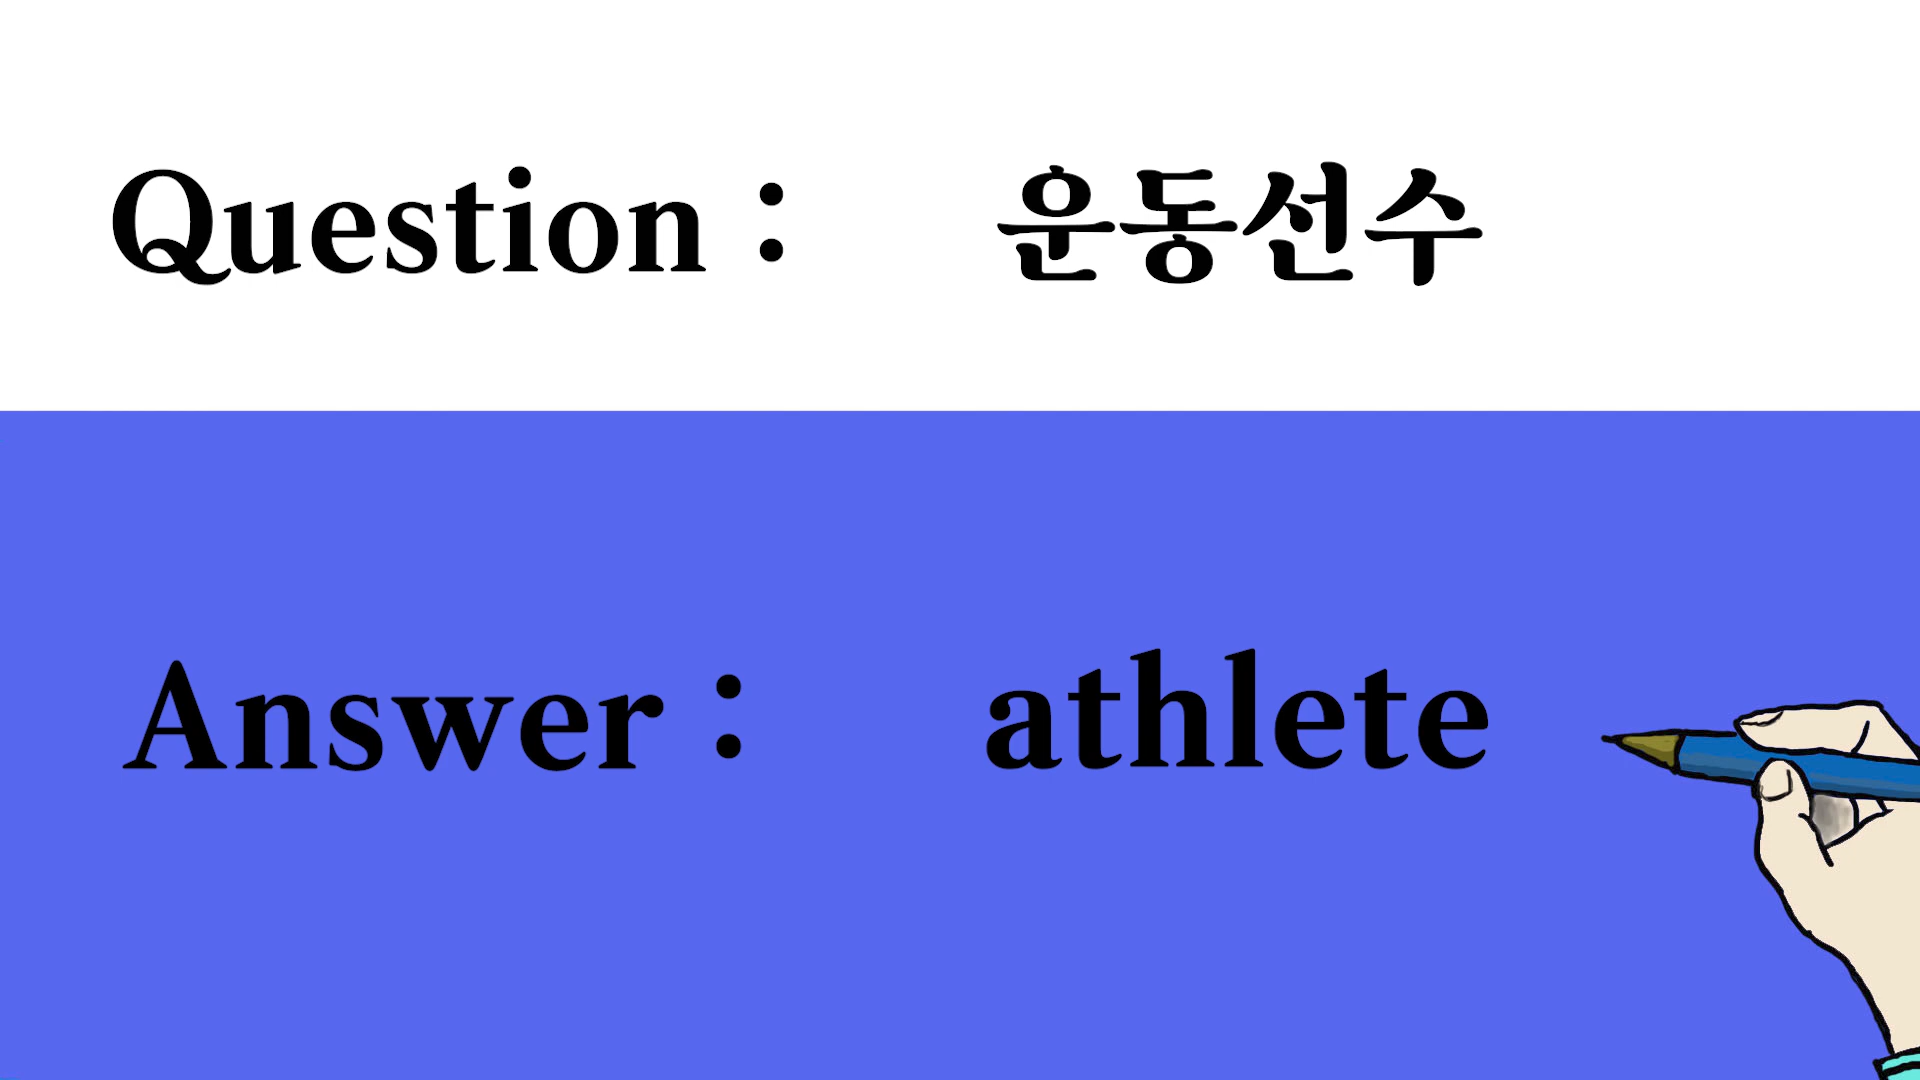 Question : 운동선수
Answer : athlete